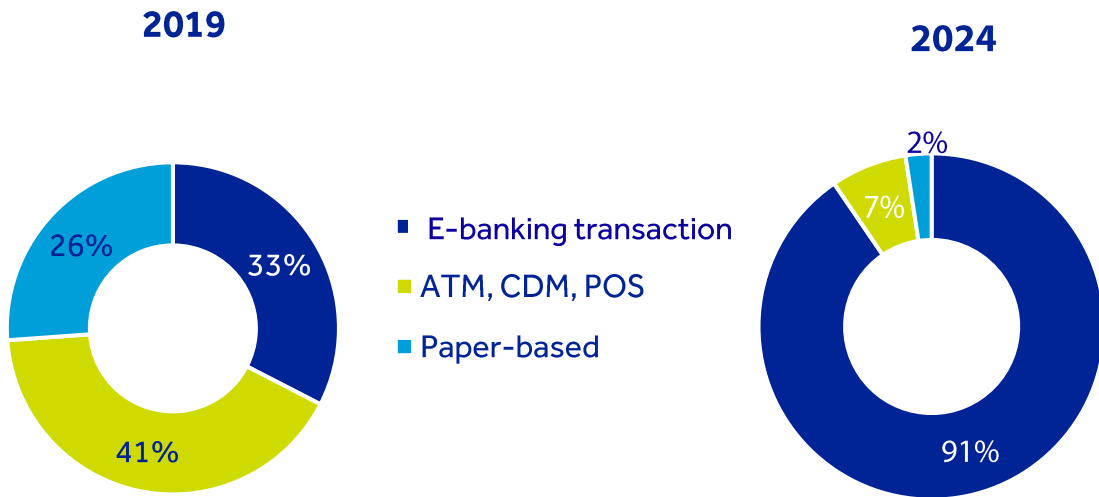 2019
26%
33%
41%
E-banking transaction
ATM, CDM, POS
Paper-based
2024
2%
7%
91%